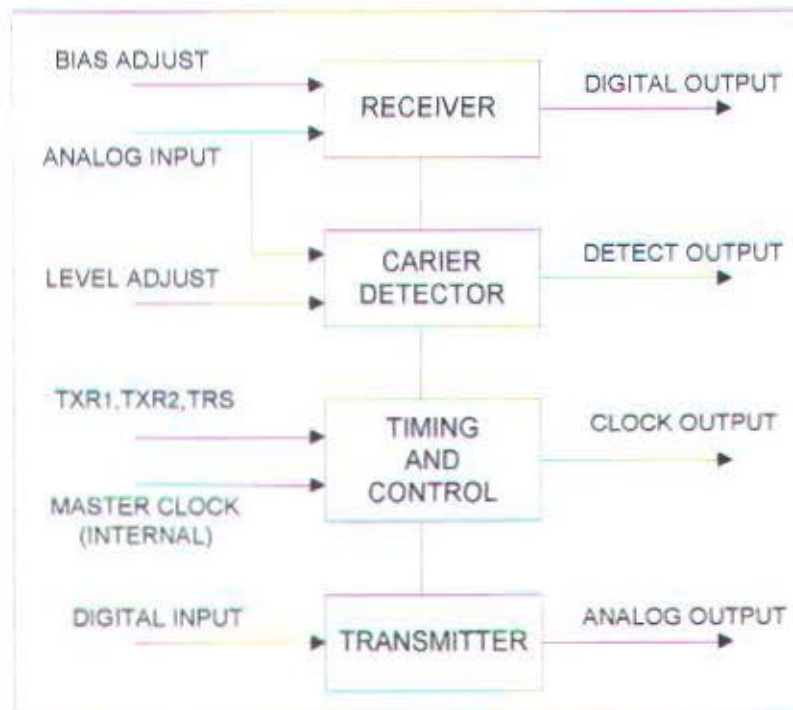 BIAS ADJUST
RECEIVER
DIGITAL OUTPUT
ANALOG INPUT
CARIER
DETECTOR
DETECT OUTPUT
LEVEL ADJUST
TXR1,TXR2,TRS
TIMING
AND
CONTROL
CLOCK OUTPUT
MASTER CLOCK
(INTERNAL)
DIGITAL INPUT
TRANSMITTER
ANALOG OUTPUT